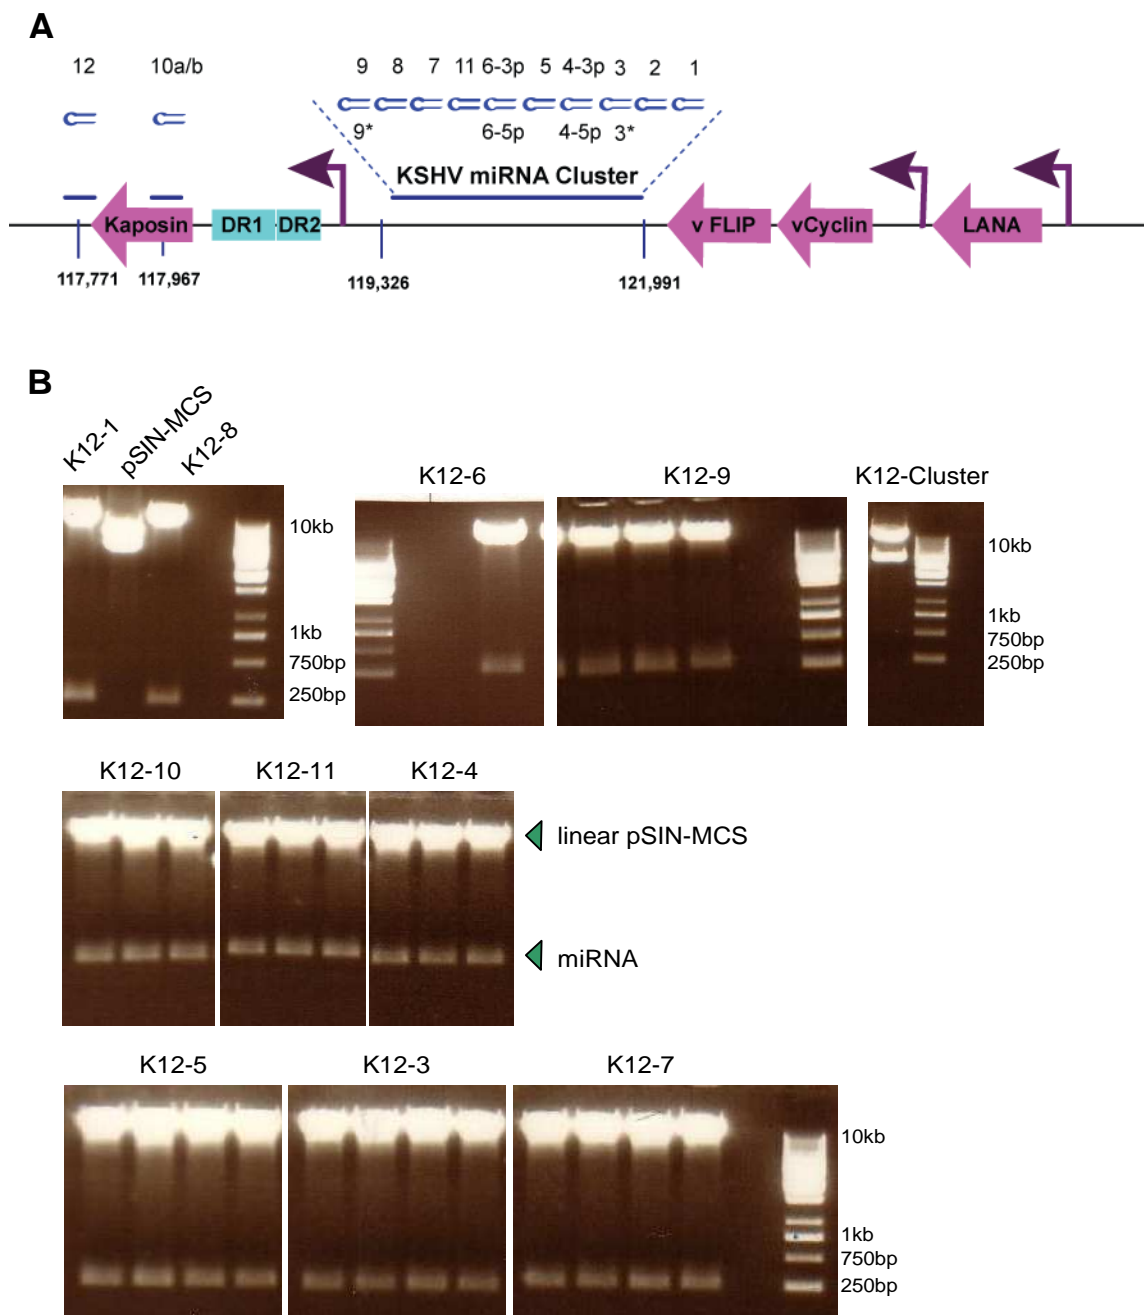 A
12 10a/b 9 8 7 11 6-3p 5 4-3p 3 2 1
9* 6-5p 4-5p 3*
KSHV miRNA Cluster
Kaposin DR1 DR2 v FLIP vCyclin LANA
117,771 117,967 119,326 121,991
B
K12-1 pSIN-MCS K12-8
K12-6 K12-9 K12-Cluster
10kb
1kb
750bp
250bp
10kb
1kb
750bp
250bp
K12-10 K12-11 K12-4
linear pSIN-MCS
miRNA
K12-5 K12-3 K12-7
10kb
1kb
750bp
250bp